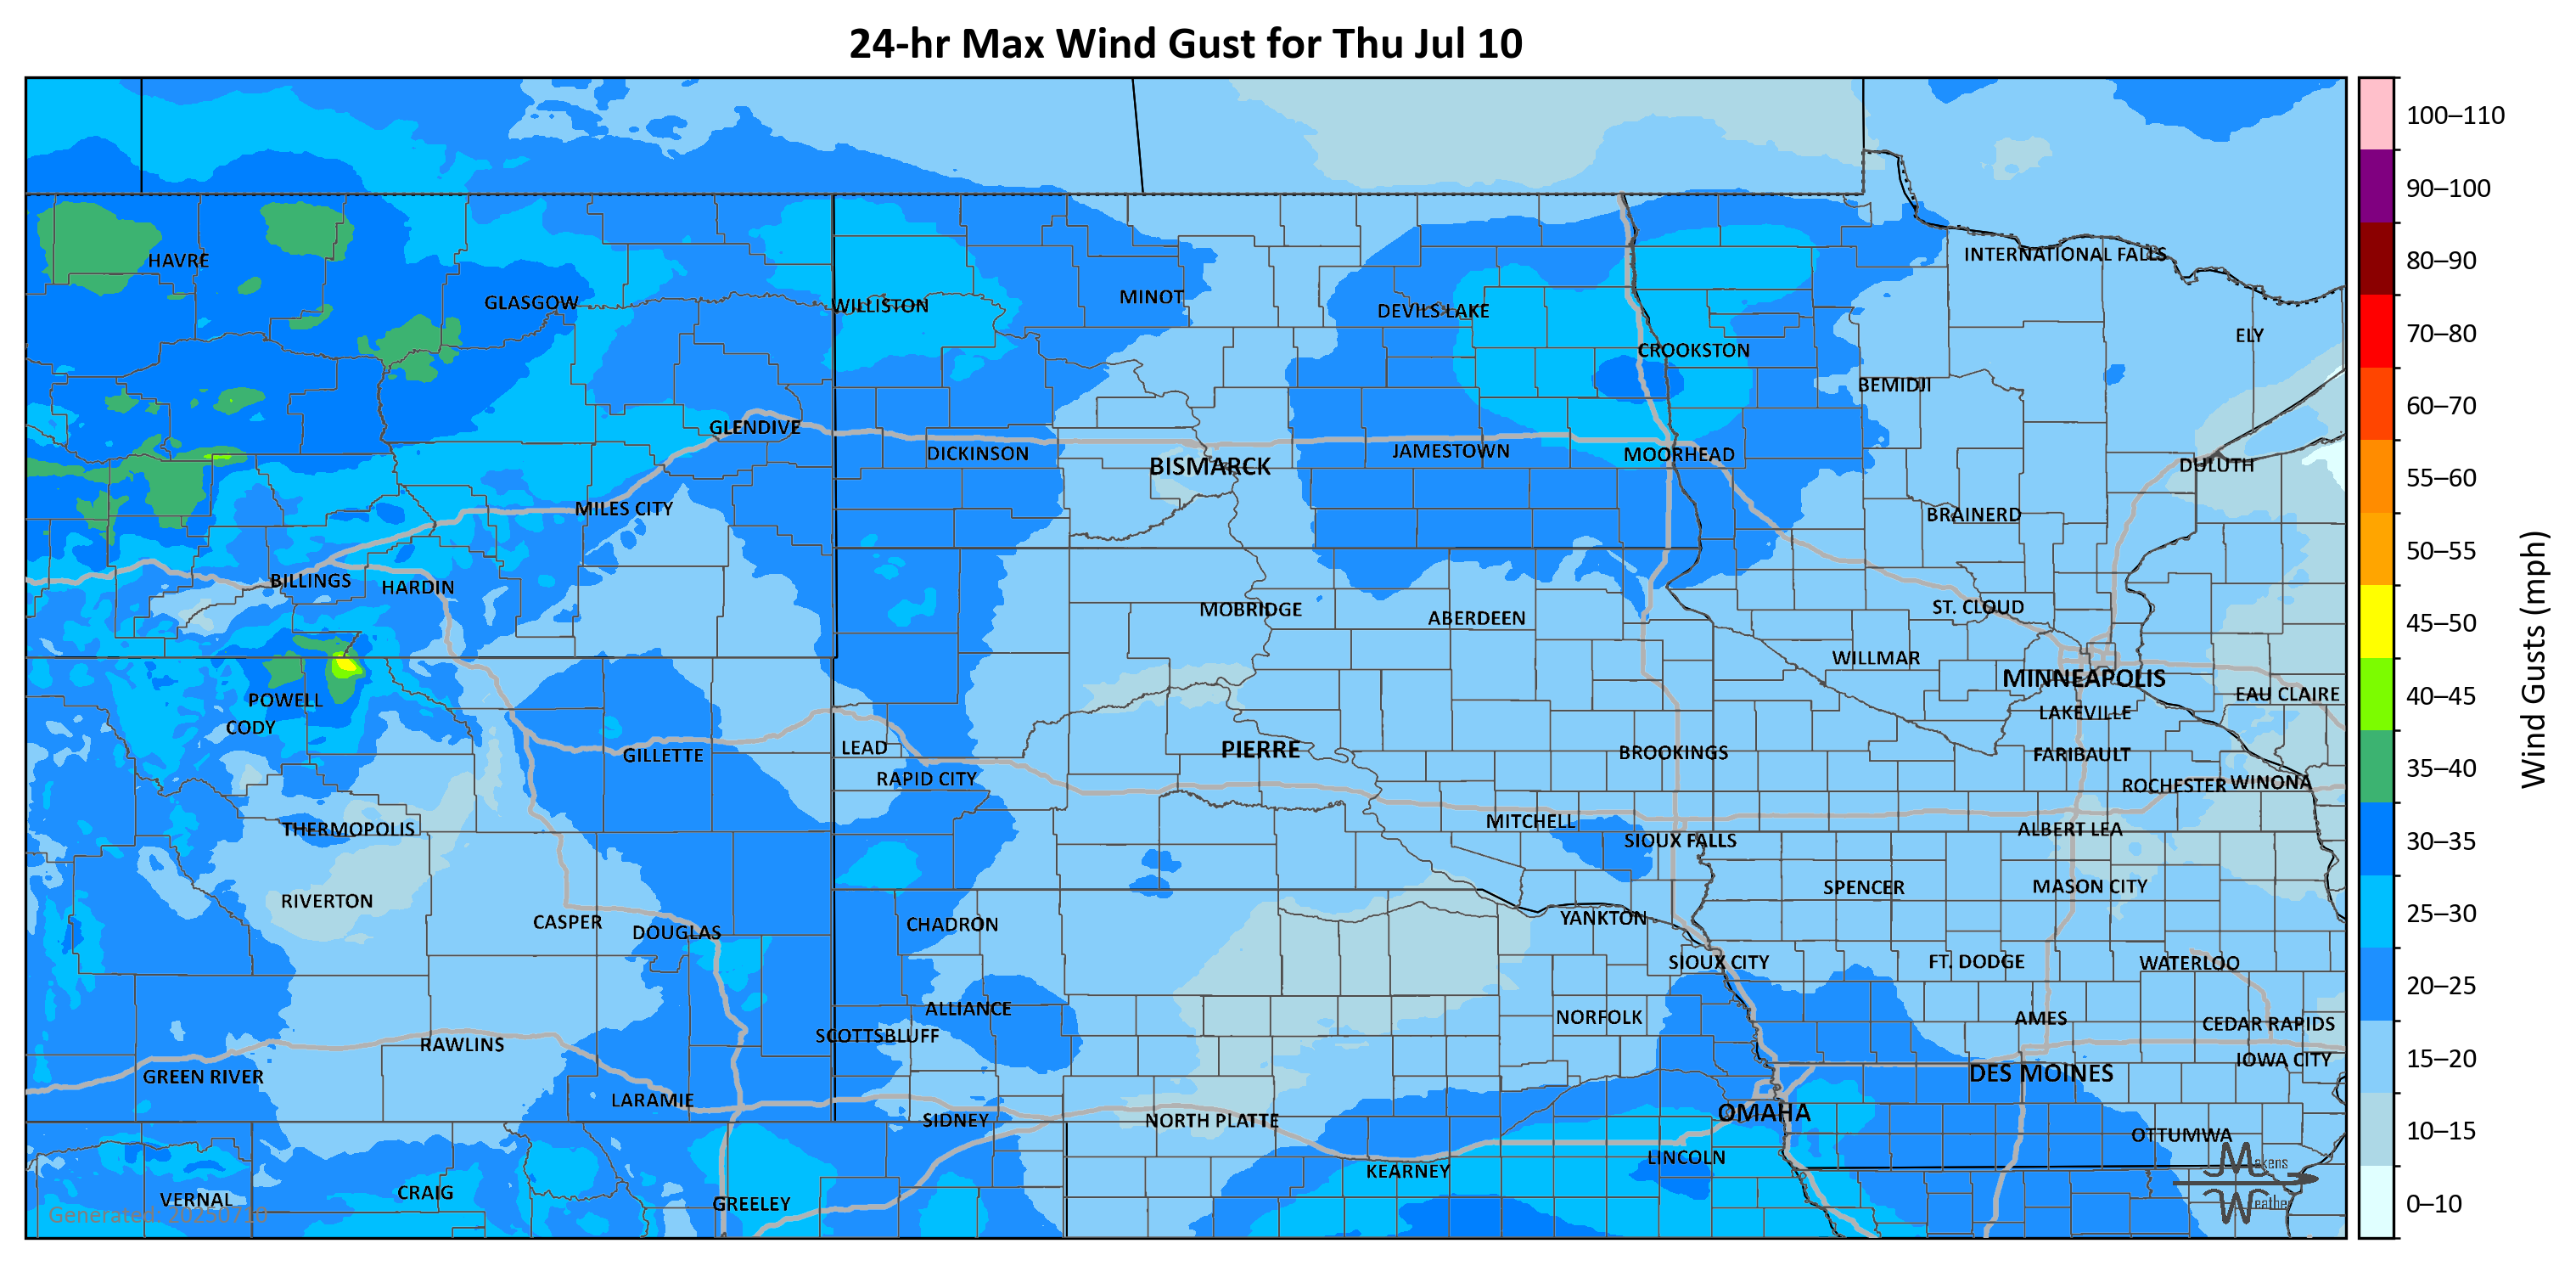 24-hr Max Wind Gust for Thu Jul 10
100–110
90–100
80–90
70–80
60–70
55–60
50–55
45–50
40–45
35–40
30–35
25–30
20–25
15–20
10–15
0–10
Wind Gusts (mph)
HAVRE
INTERNATIONAL FALLS
GLASGOW
WILLISTON
MINOT
DEVILS LAKE
ELY
CROOKSTON
BEMIDJI
GLENDIVE
DICKINSON
BISMARCK
JAMESTOWN
MOORHEAD
DULUTH
MILES CITY
BRAINERD
BILLINGS
HARDIN
MOBRIDGE
ABERDEEN
ST. CLOUD
WILLMAR
MINNEAPOLIS
EAU CLAIRE
POWELL
CODY
LAKEVILLE
GILLETTE
LEAD
PIERRE
BROOKINGS
FARIBAULT
RAPID CITY
ROCHESTER
WINONA
THERMOPOLIS
MITCHELL
SIOUX FALLS
ALBERT LEA
RIVERTON
SPENCER
MASON CITY
CASPER
DOUGLAS
CHADRON
YANKTON
SIOUX CITY
FT. DODGE
WATERLOO
ALLIANCE
NORFOLK
AMES
CEDAR RAPIDS
SCOTTSBLUFF
RAWLINS
IOWA CITY
GREEN RIVER
DES MOINES
LARAMIE
SIDNEY
NORTH PLATTE
OMAHA
OTTUMWA
KEARNEY
LINCOLN
VERNAL
CRAIG
GREELEY
Generated: 20250710
Makens
Weather